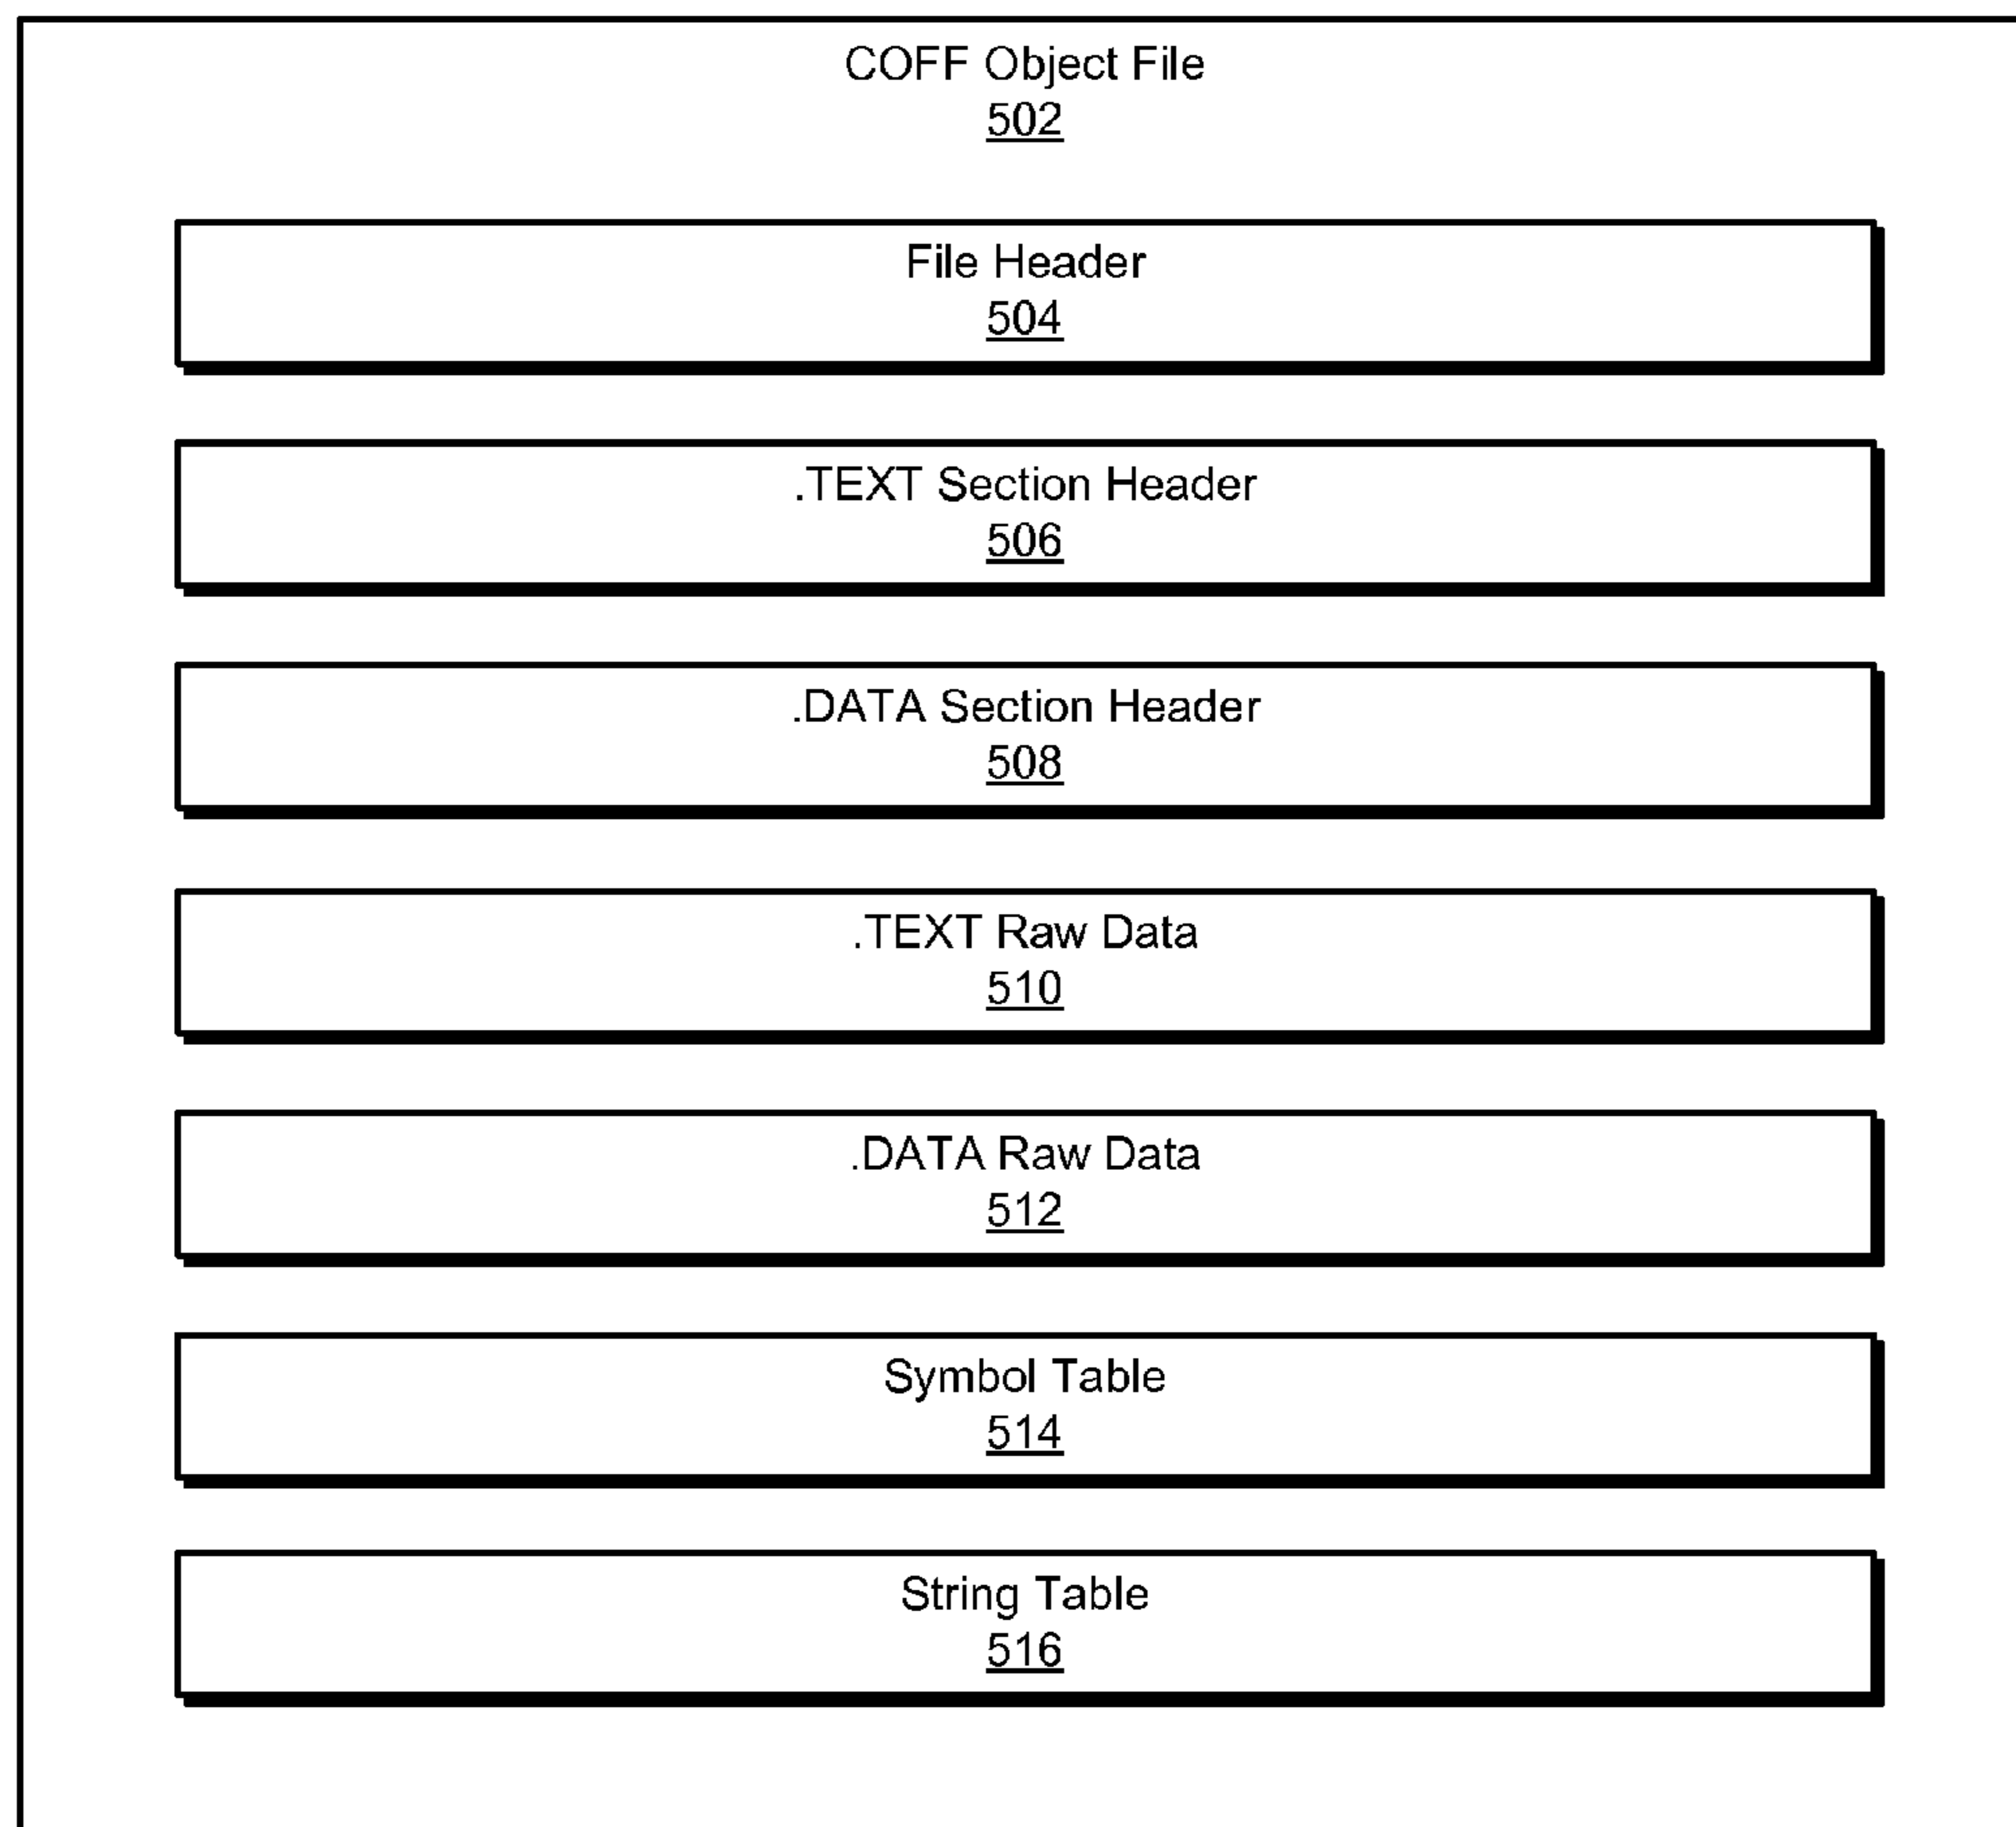 COFF Object File
502
File Header
504
.TEXT Section Header
506
.DATA Section Header
508
.TEXT Raw Data
510
.DATA Raw Data
512
Symbol Table
514
String Table
516